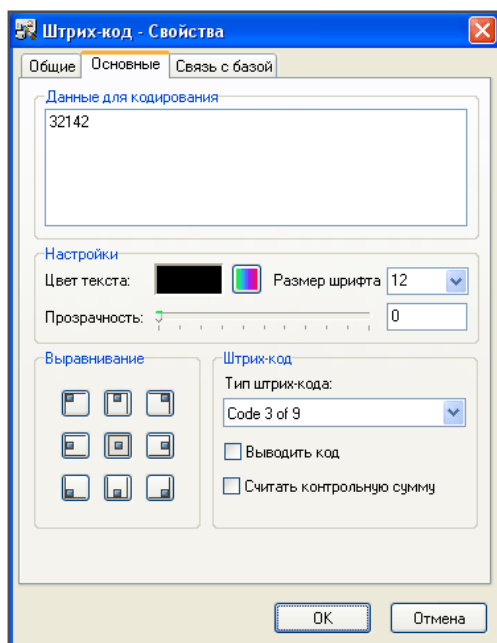 Штрих-код - Свойства
Общие Основные Связь с базой
Данные для кодирования
32142
Настройки
Цвет текста: Размер шрифта 12
Прозрачность: 0
Выравнивание
Штрих-код
Тип штрих-кода:
Code 3 of 9
Выводить код
Считать контрольную сумму
OK Отмена